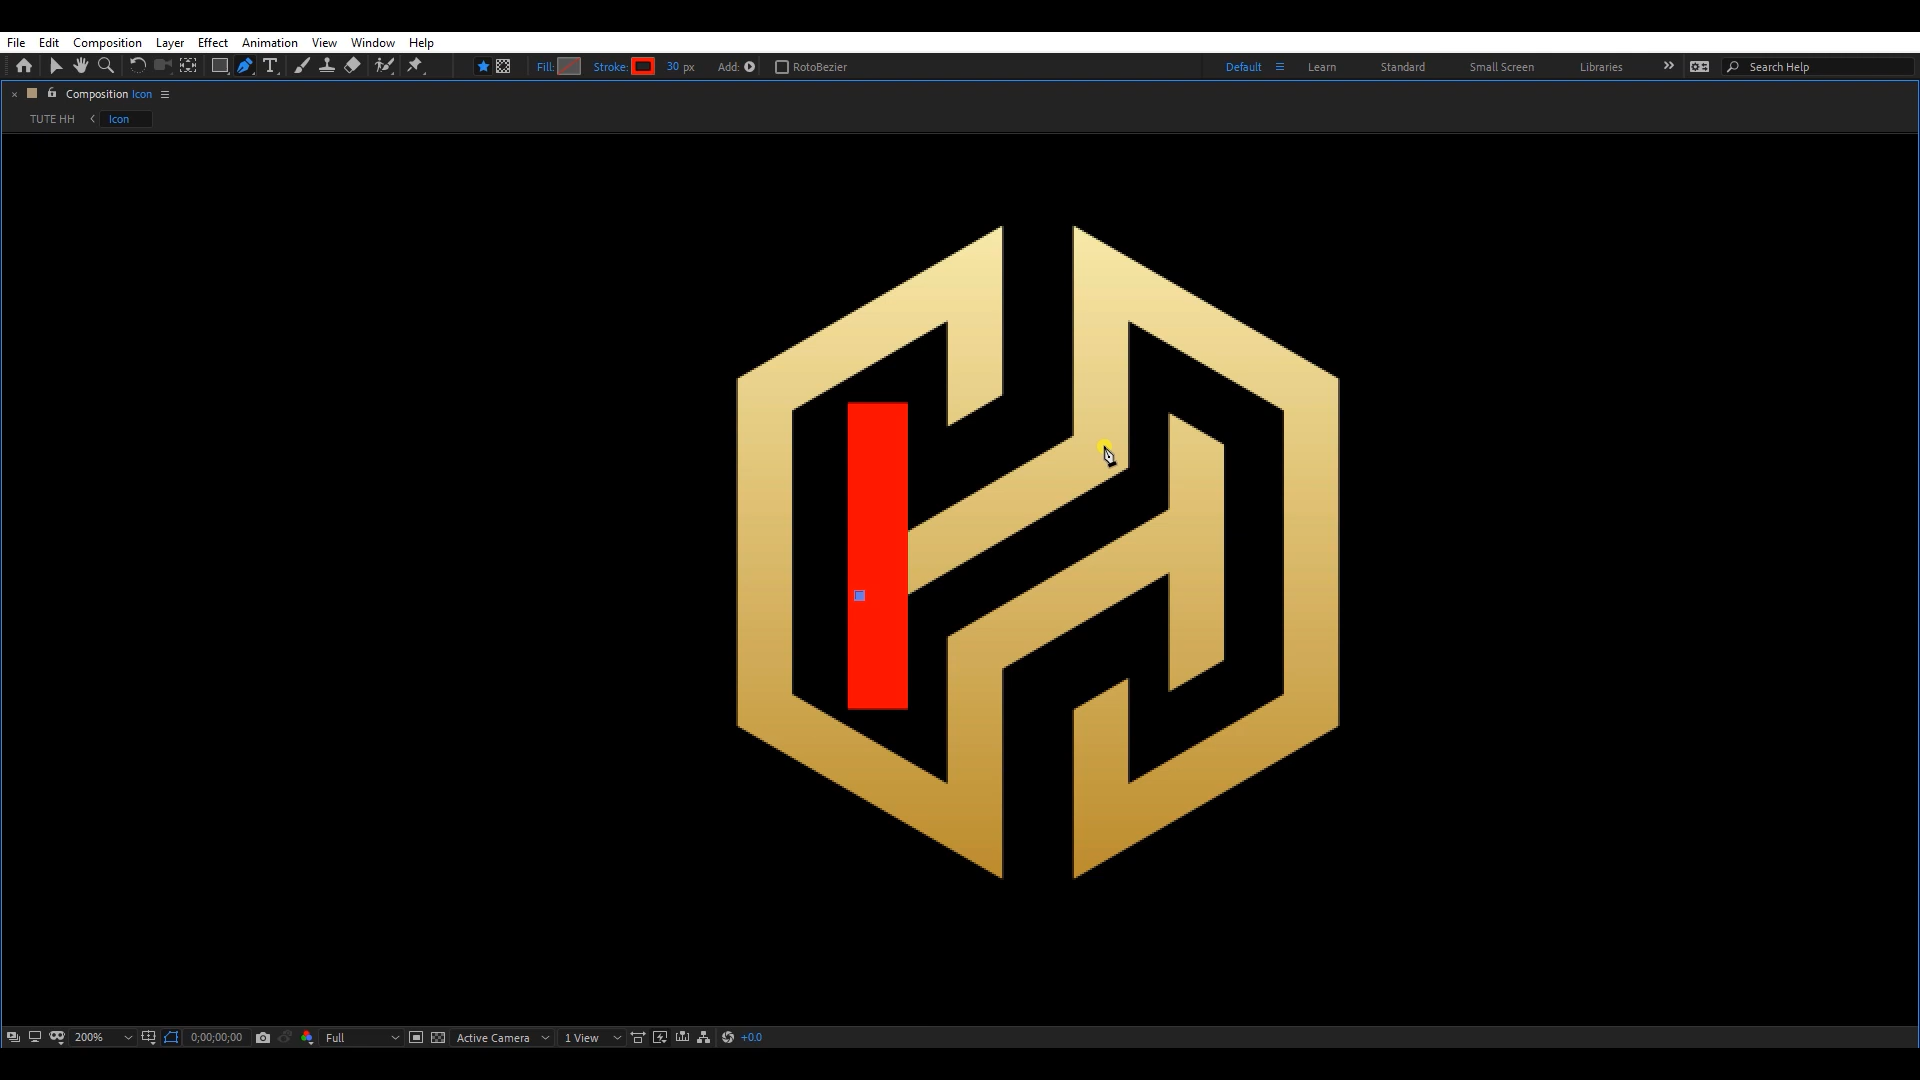 File Edit Composition Layer Effect Animation View Window Help
Fill: Stroke: 30 px Add: RotoBezier Default Learn Standard Small Screen Libraries Search Help
Composition Icon
TUTE HH Icon
200% 0;00;00;00 Full Active Camera 1 View +0.0